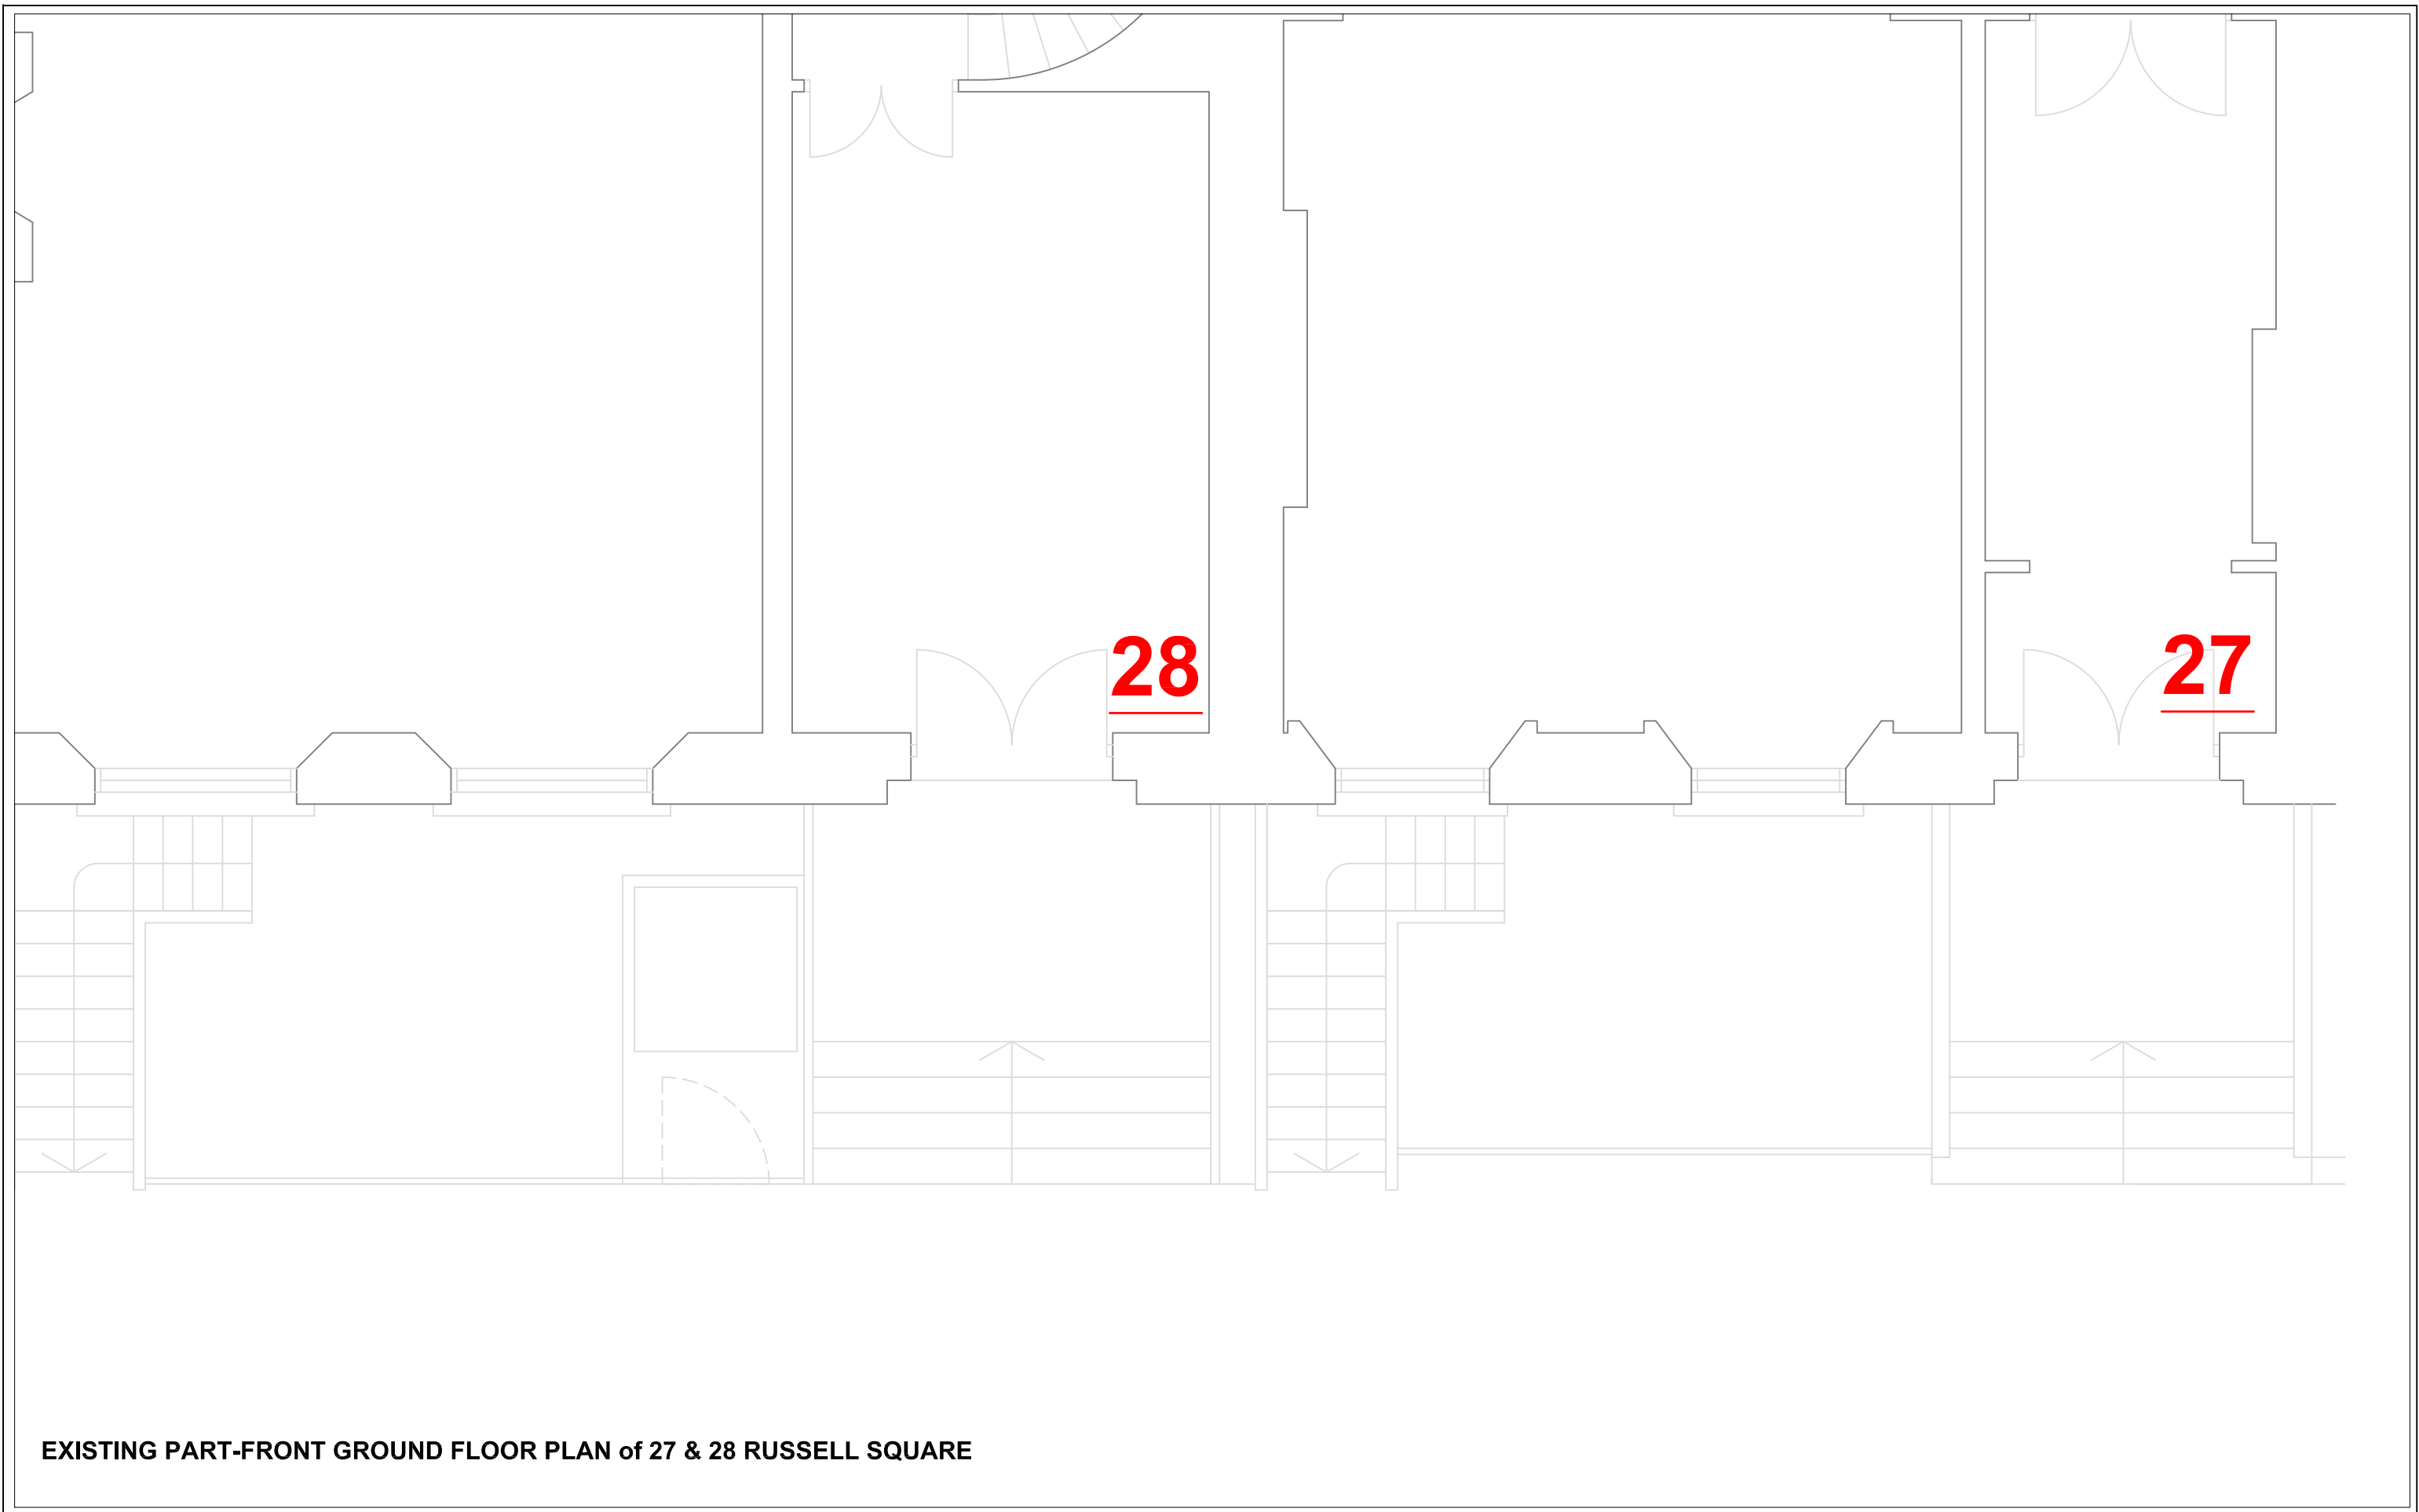 28
27
EXISTING PART-FRONT GROUND FLOOR PLAN of 27 & 28 RUSSELL SQUARE